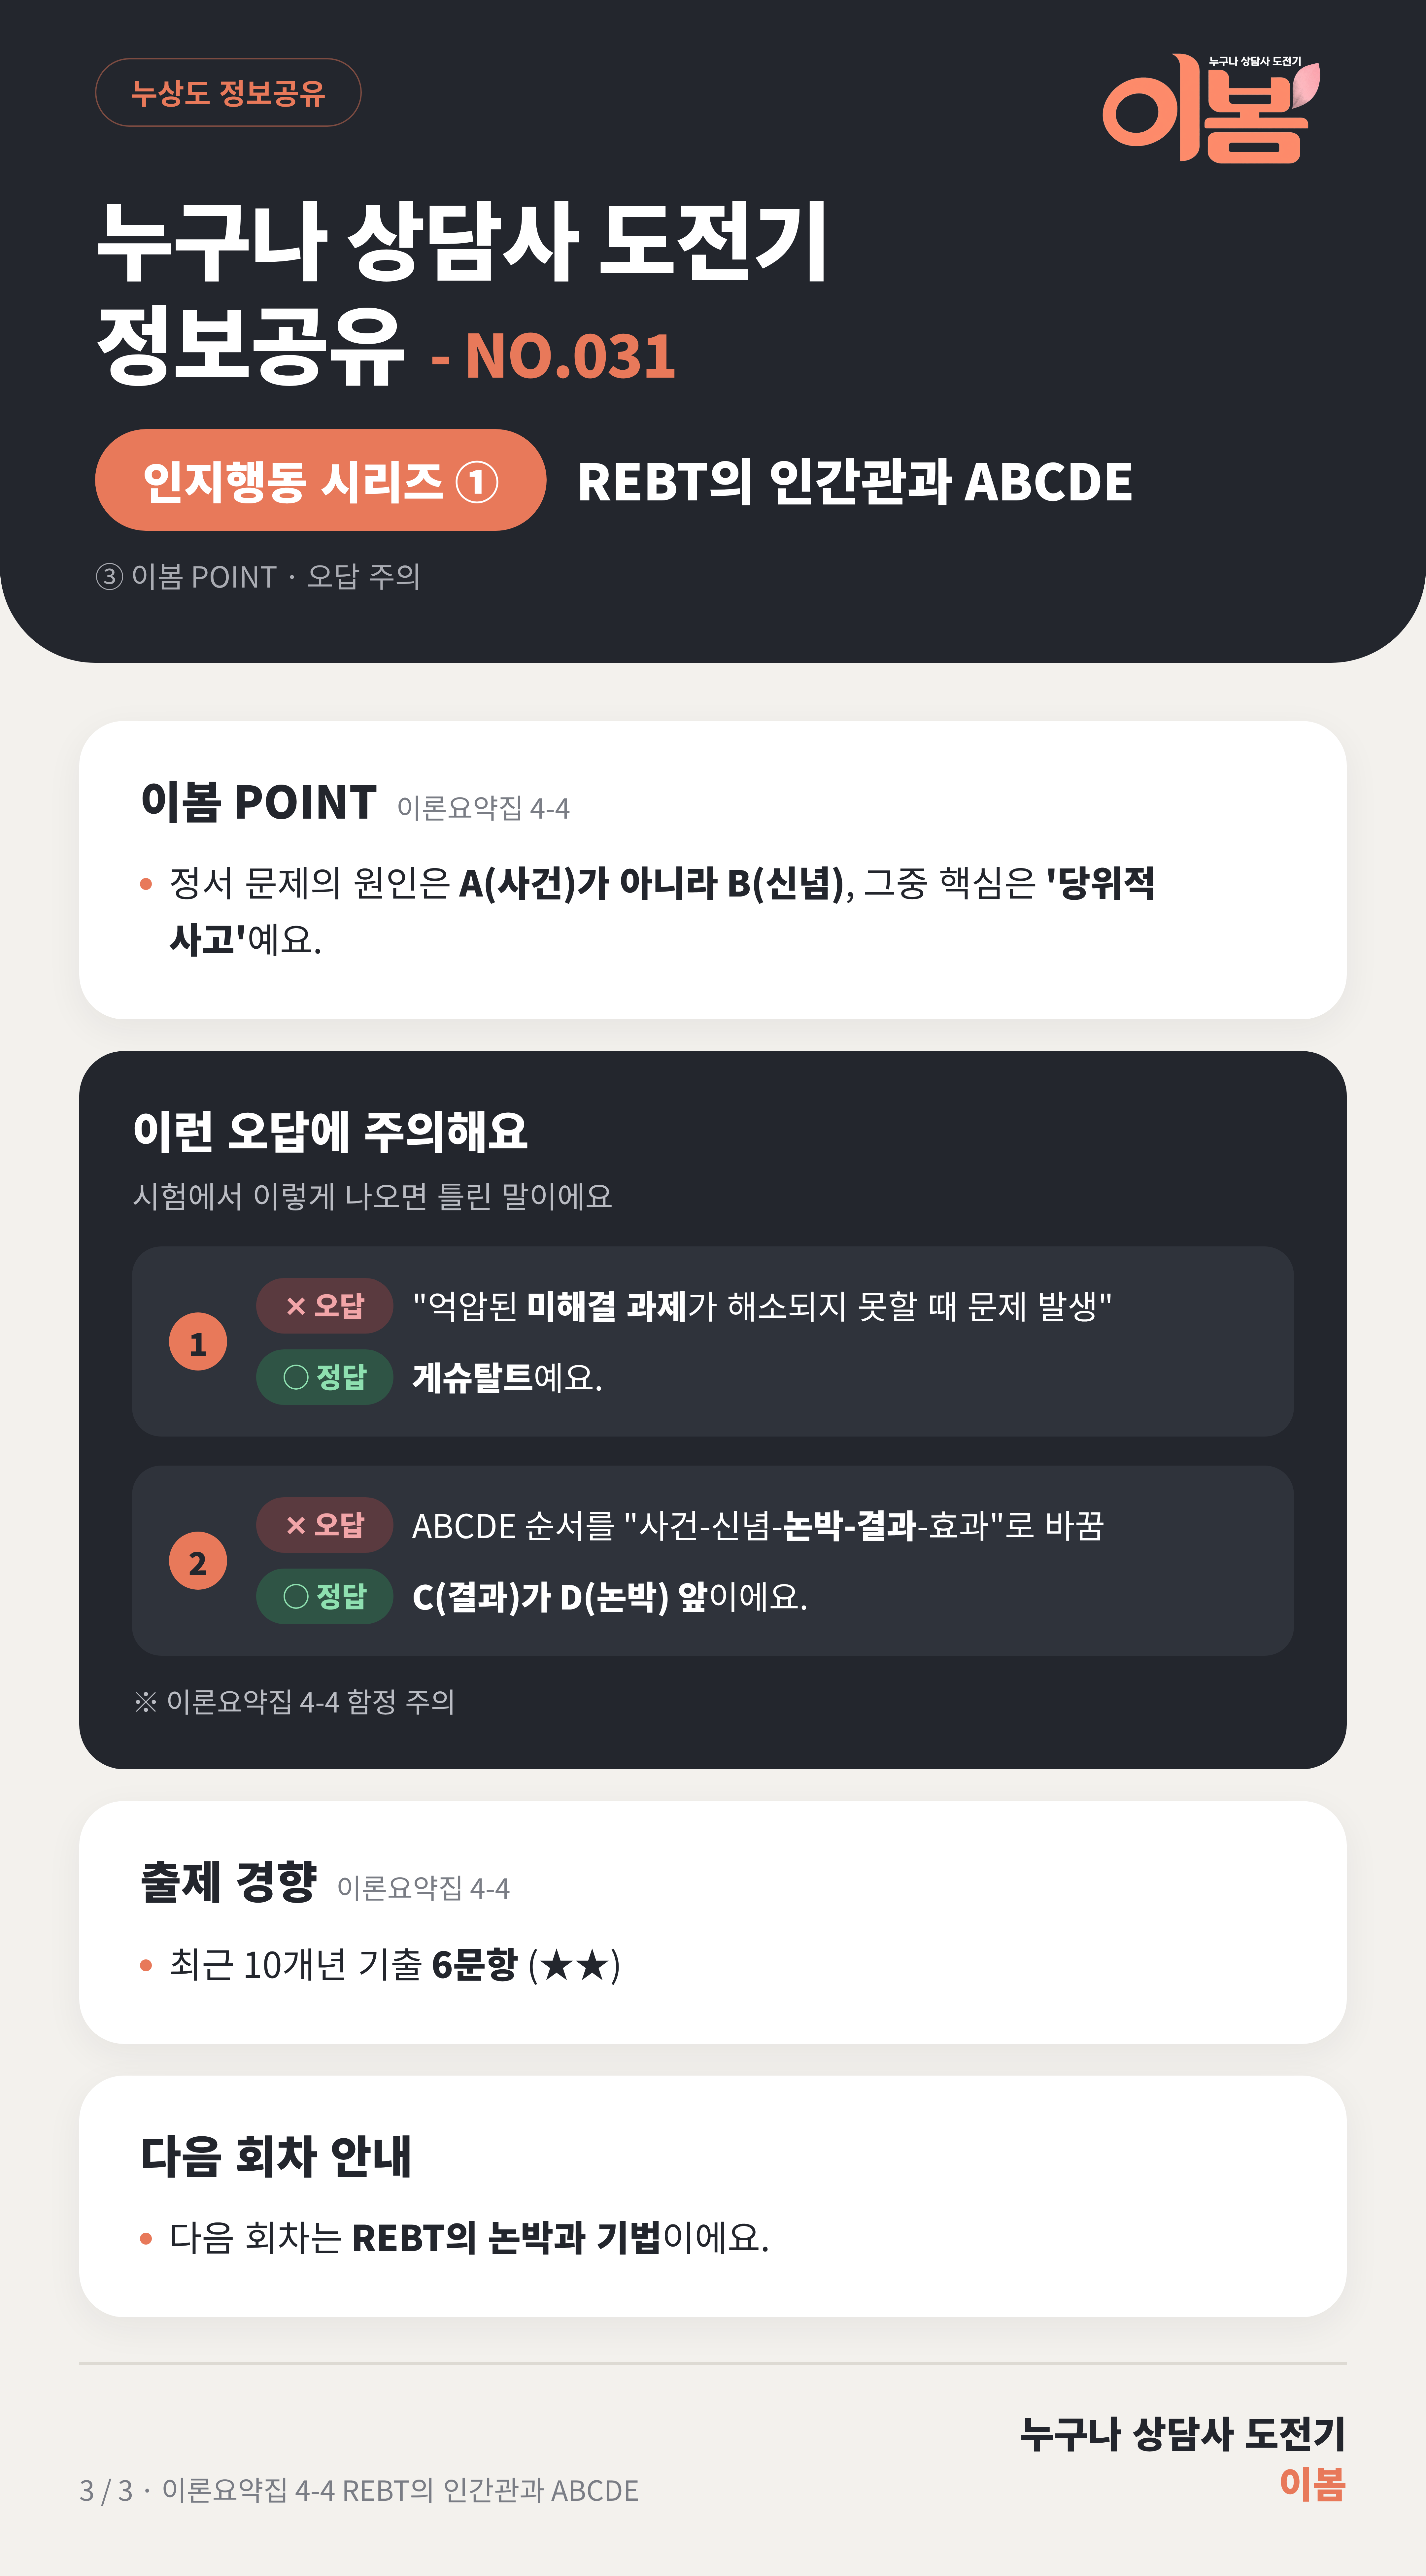 누상도 정보공유
누구나 상담사 도전기
이봄
누구나 상담사 도전기
정보공유 - NO.031
인지행동 시리즈 ① REBT의 인간관과 ABCDE
③ 이봄 POINT · 오답 주의
이봄 POINT 이론요약집 4-4
• 정서 문제의 원인은 A(사건)가 아니라 B(신념), 그중 핵심은 '당위적
사고'예요.
이런 오답에 주의해요
시험에서 이렇게 나오면 틀린 말이에요
1
✕ 오답 "억압된 미해결 과제가 해소되지 못할 때 문제 발생"
○ 정답 게슈탈트예요.
2
✕ 오답 ABCDE 순서를 "사건-신념-논박-결과-효과"로 바꿈
○ 정답 C(결과)가 D(논박) 앞이에요.
※ 이론요약집 4-4 함정 주의
출제 경향 이론요약집 4-4
• 최근 10개년 기출 6문항 (★★)
다음 회차 안내
• 다음 회차는 REBT의 논박과 기법이에요.
누구나 상담사 도전기
3 / 3 · 이론요약집 4-4 REBT의 인간관과 ABCDE
이봄